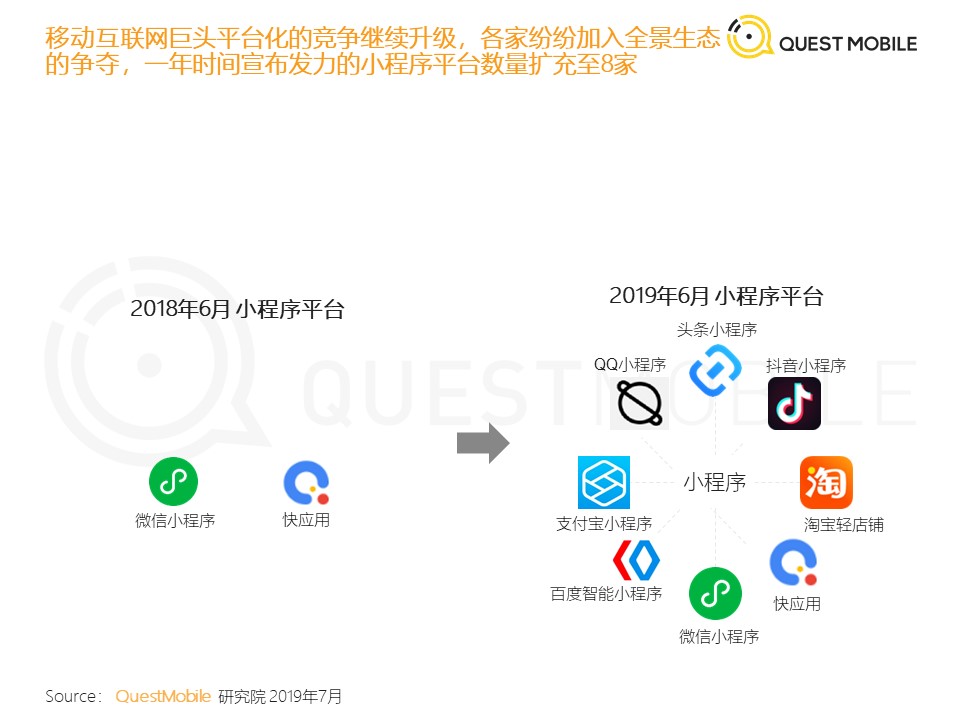 移动互联网巨头平台化的竞争继续升级，各家纷纷加入全景生态
的争夺，一年时间宣布发力的小程序平台数量扩充至8家
QUEST MOBILE
2018年6月 小程序平台
微信小程序
快应用
2019年6月 小程序平台
头条小程序
QQ小程序
抖音小程序
小程序
淘
支付宝小程序
淘宝轻店铺
百度智能小程序
快应用
微信小程序
QUEST MOBILE
Source： QuestMobile 研究院 2019年7月